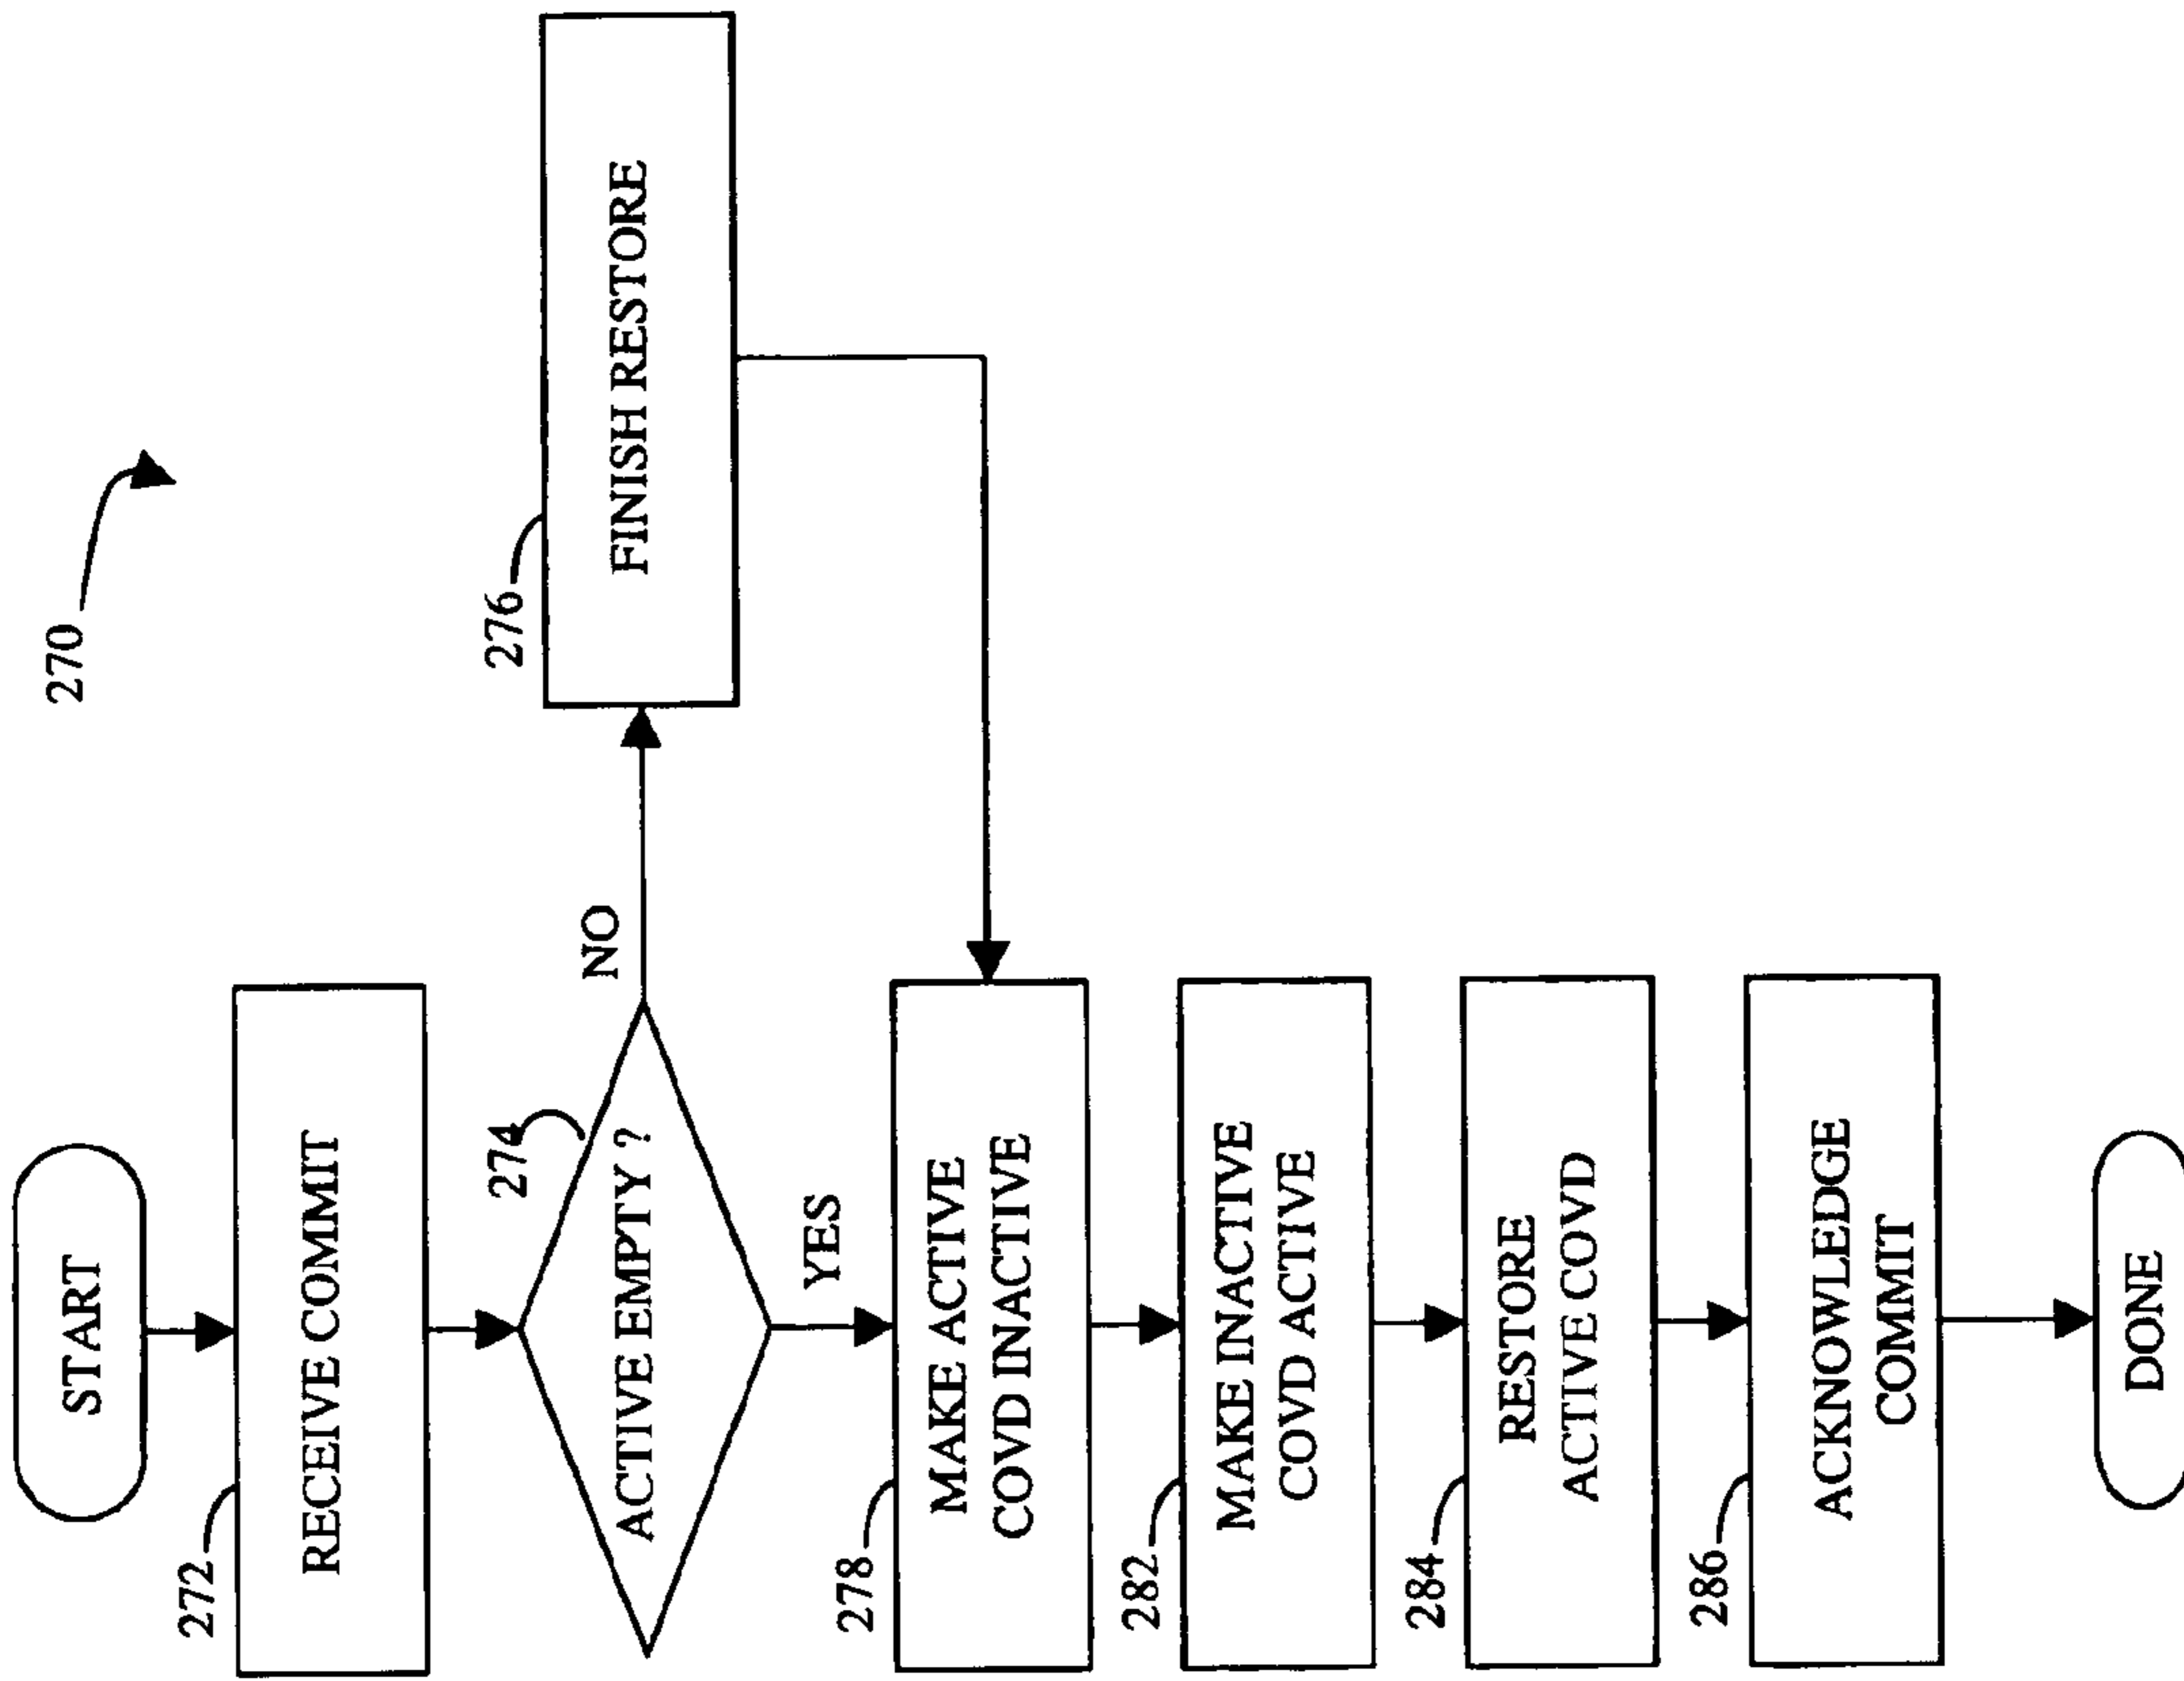 270
START
272
RECEIVE COMMIT
274
ACTIVE EMPTY ?
NO
276
FINISH RESTORE
YES
278
MAKE ACTIVE
COVD INACTIVE
282
MAKE INACTIVE
COVD ACTIVE
284
RESTORE
ACTIVE COVD
286
ACKNOWLEDGE
COMMIT
DONE